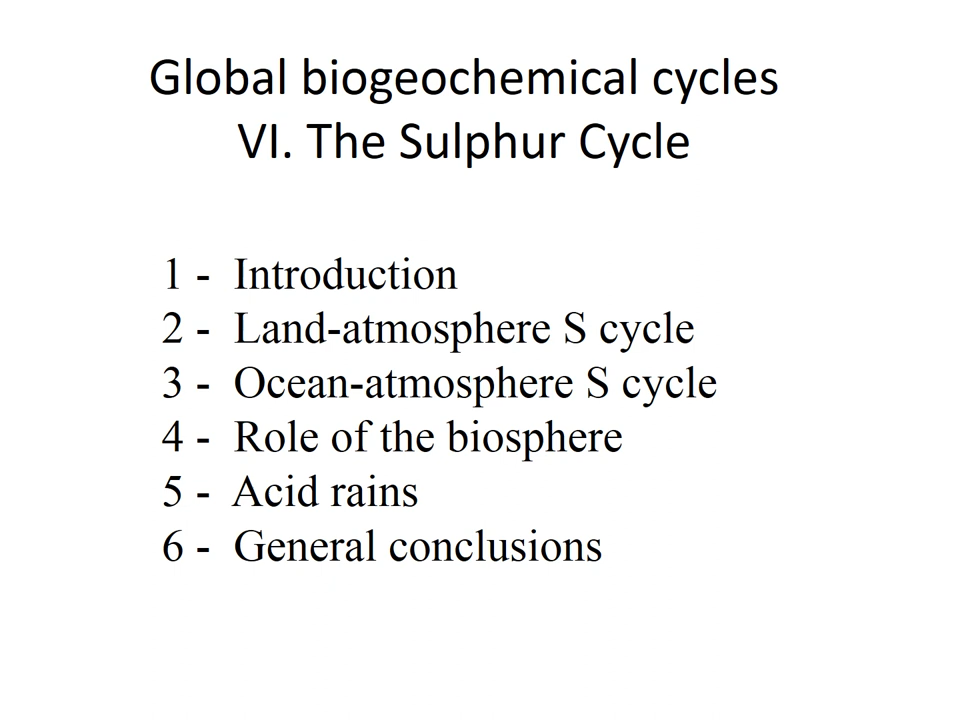 Global biogeochemical cycles
VI. The Sulphur Cycle
1 - Introduction
2 - Land-atmosphere S cycle
3 - Ocean-atmosphere S cycle
4 - Role of the biosphere
5 - Acid rains
6 - General conclusions